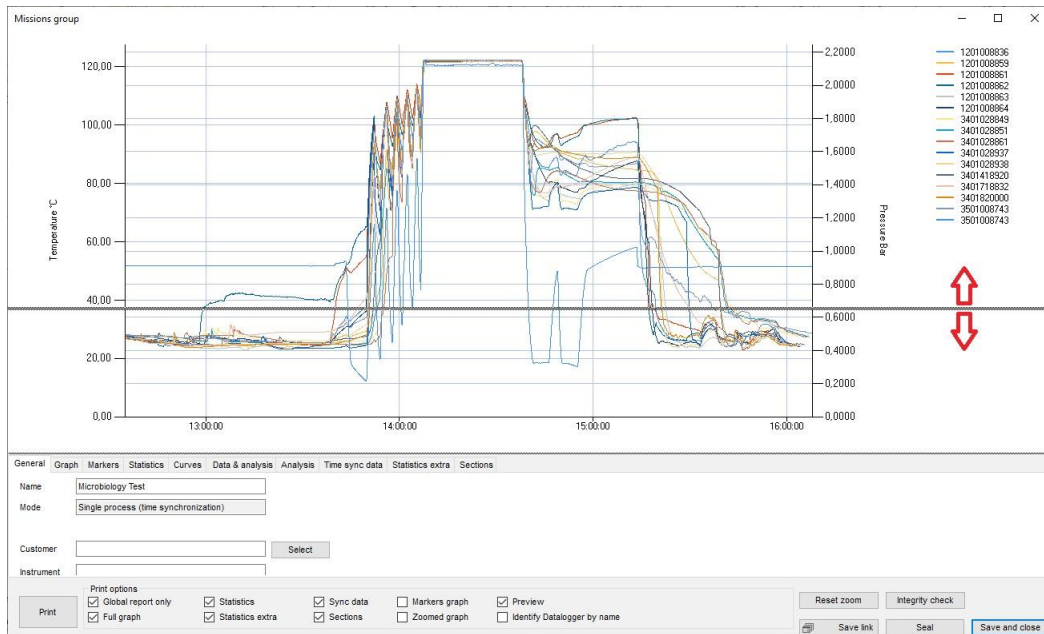 Missions group
120,00
100,00
80,00
60,00
40,00
20,00
0,00
Temperature °C
13:00:00
14:00:00
15:00:00
16:00:00
2,2000
2,0000
1,8000
1,6000
1,4000
1,2000
1,0000
0,8000
0,6000
0,4000
0,2000
0,0000
Pressure Bar
1201008836
1201008859
1201008861
1201008862
1201008863
1201008864
3401028849
3401028851
3401028861
3401028937
3401028938
3401418920
3401718832
3401820000
3501008743
3501008743
General Graph Markers Statistics Curves Data & analysis Analysis Time sync data Statistics extra Sections
Name Microbiology Test
Mode Single process (time synchronization)
Customer Select
Instrument
Print options
Print
Global report only Statistics Sync data Markers graph Preview
Full graph Statistics extra Sections Zoomed graph Identify Datalogger by name
Reset zoom Integrity check
Save link Seal Save and close